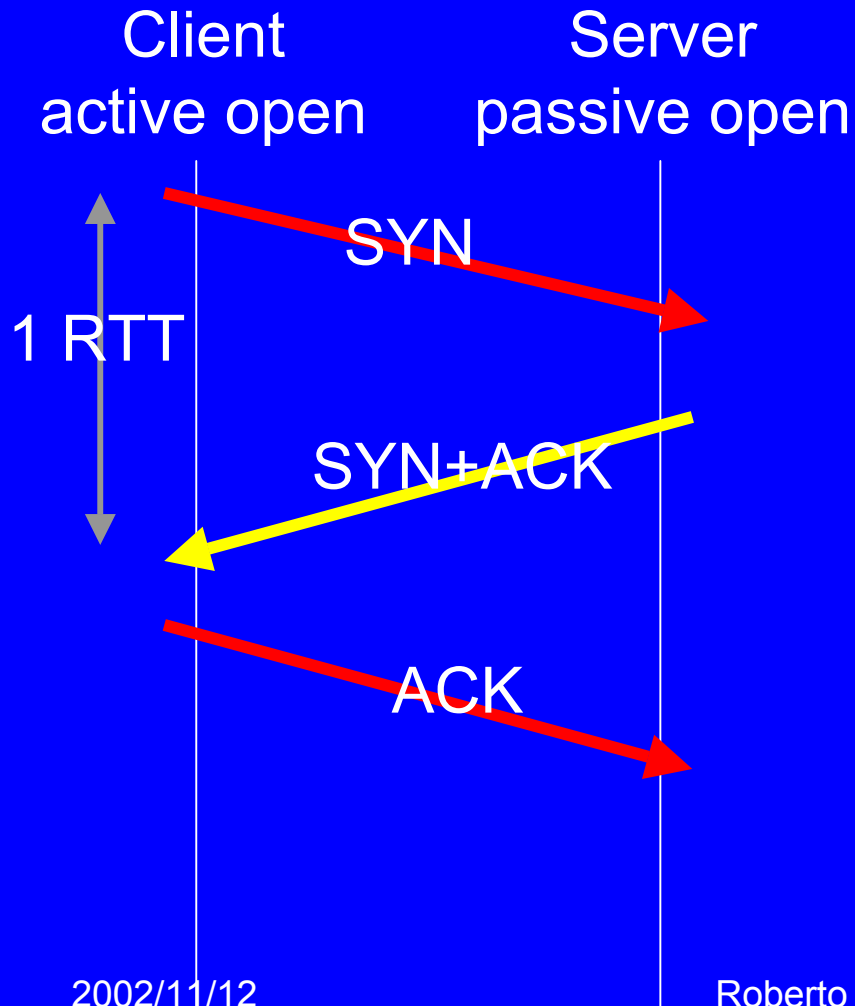 Client
active open
Server
passive open
SYN
1 RTT
SYN+ACK
ACK
2002/11/12
Roberto